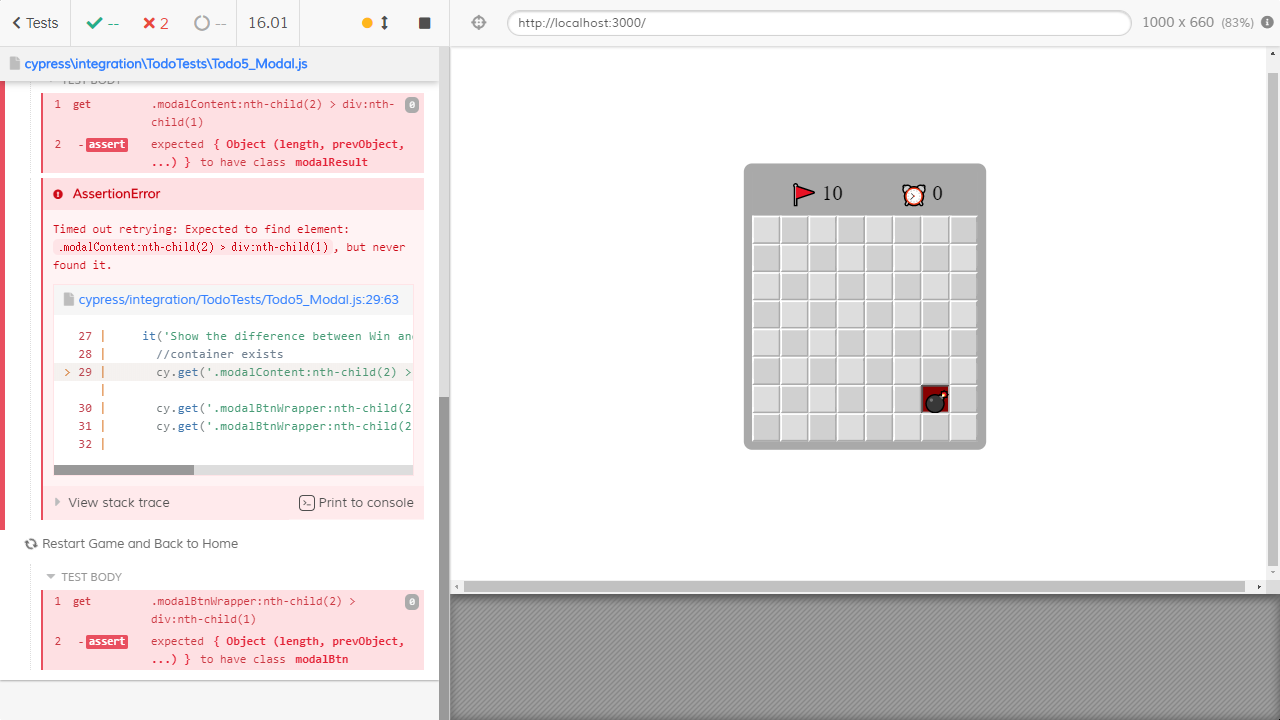 Tests
--
2
--
16.01
http://localhost:3000/
1000 x 660 (83%)
cypress\integration\TodoTests\Todo5_Modal.js
TEST BODY
1 get .modalContent:nth-child(2) > div:nth-
child(1)
0
2 -assert expected { Object (length, prevObject,
...) } to have class modalResult
AssertionError
Timed out retrying: Expected to find element:
.modalContent:nth-child(2) > div:nth-child(1), but never
found it.
cypress/integration/TodoTests/Todo5_Modal.js:29:63
27 | it('Show the difference between Win an
28 | //container exists
> 29 | cy.get('.modalContent:nth-child(2) >
|
30 | cy.get('.modalBtnWrapper:nth-child(2
31 | cy.get('.modalBtnWrapper:nth-child(2
32 |
View stack trace
Print to console
Restart Game and Back to Home
TEST BODY
1 get .modalBtnWrapper:nth-child(2) >
div:nth-child(1)
0
2 -assert expected { Object (length, prevObject,
...) } to have class modalBtn
10
0